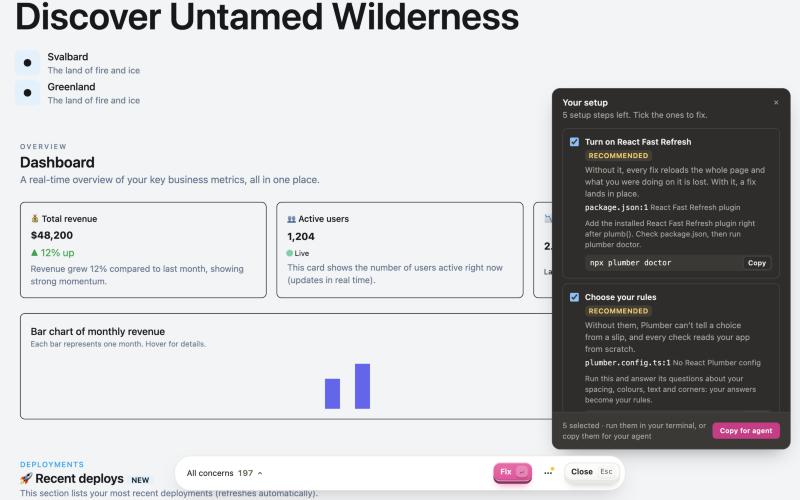 Discover Untamed Wilderness
Svalbard
The land of fire and ice
Greenland
The land of fire and ice
OVERVIEW
Dashboard
A real-time overview of your key business metrics, all in one place.
Total revenue
$48,200
12% up
Revenue grew 12% compared to last month, showing
strong momentum.
Active users
1,204
Live
This card shows the number of users active right now
(updates in real time).
2.
La
Bar chart of monthly revenue
Each bar represents one month. Hover for details.
DEPLOYMENTS
🚀 Recent deploys NEW
This section lists your most recent deployments (refreshes automatically).
Your setup ×
5 setup steps left. Tick the ones to fix.
Turn on React Fast Refresh
RECOMMENDED
Without it, every fix reloads the whole page and
what you were doing on it is lost. With it, a fix
lands in place.
package.json:1 React Fast Refresh plugin
Add the installed React Fast Refresh plugin right
after plumb(). Check package.json, then run
plumber doctor.
npx plumber doctor Copy
Choose your rules
RECOMMENDED
Without them, Plumber can't tell a choice
from a slip, and every check reads your app
from scratch.
plumber.config.ts:1 No React Plumber config
Run this and answer its questions about your
spacing, colours, text and corners: your answers
become your rules.
5 selected · run them in your terminal, or
copy them for your agent
Copy for agent
All concerns 197
Fix ↵
Close Esc